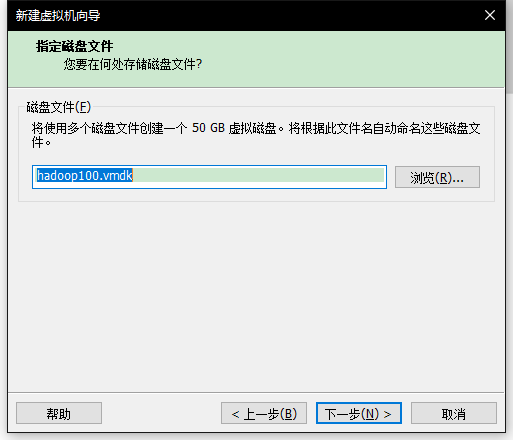 新建虚拟机向导
指定磁盘文件
您要在何处存储磁盘文件?
磁盘文件(F)
将使用多个磁盘文件创建一个 50 GB 虚拟磁盘。将根据此文件名自动命名这些磁盘文
件。
hadoop100.vmdk
浏览(R)...
帮助
< 上一步(B)
下一步(N) >
取消